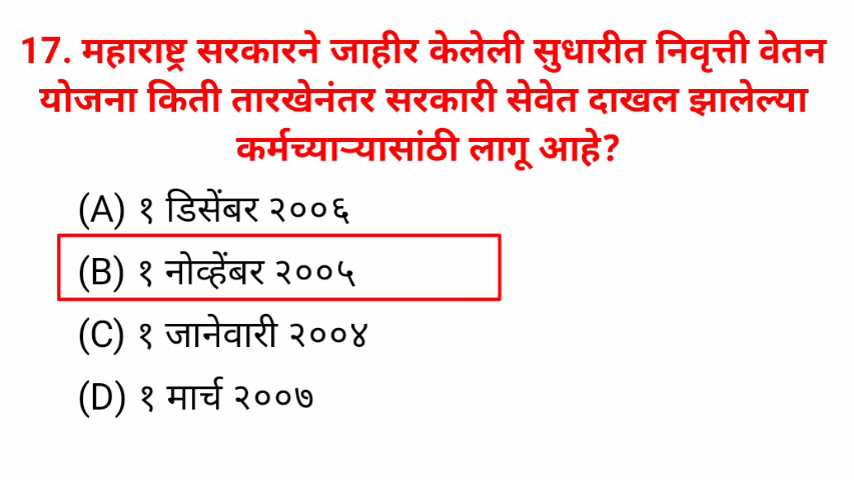 17. महाराष्ट्र सरकारने जाहीर केलेली सुधारीत निवृत्ती वेतन
योजना किती तारखेनंतर सरकारी सेवेत दाखल झालेल्या
कर्मच्याऱ्यासांठी लागू आहे?
(A) १ डिसेंबर २००६
(B) १ नोव्हेंबर २००५
(C) १ जानेवारी २००४
(D) १ मार्च २००७